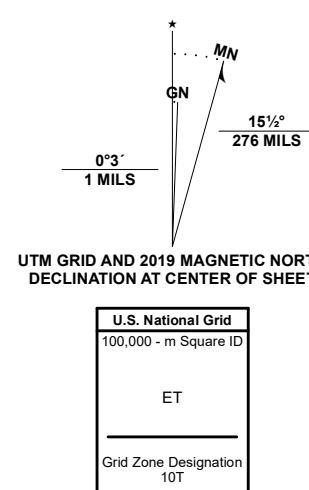 ★
MN
GN
15½°
276 MILS
0°3´
1 MILS
UTM GRID AND 2019 MAGNETIC NORT
DECLINATION AT CENTER OF SHEET
U.S. National Grid
100,000 - m Square ID
ET
Grid Zone Designation
10T